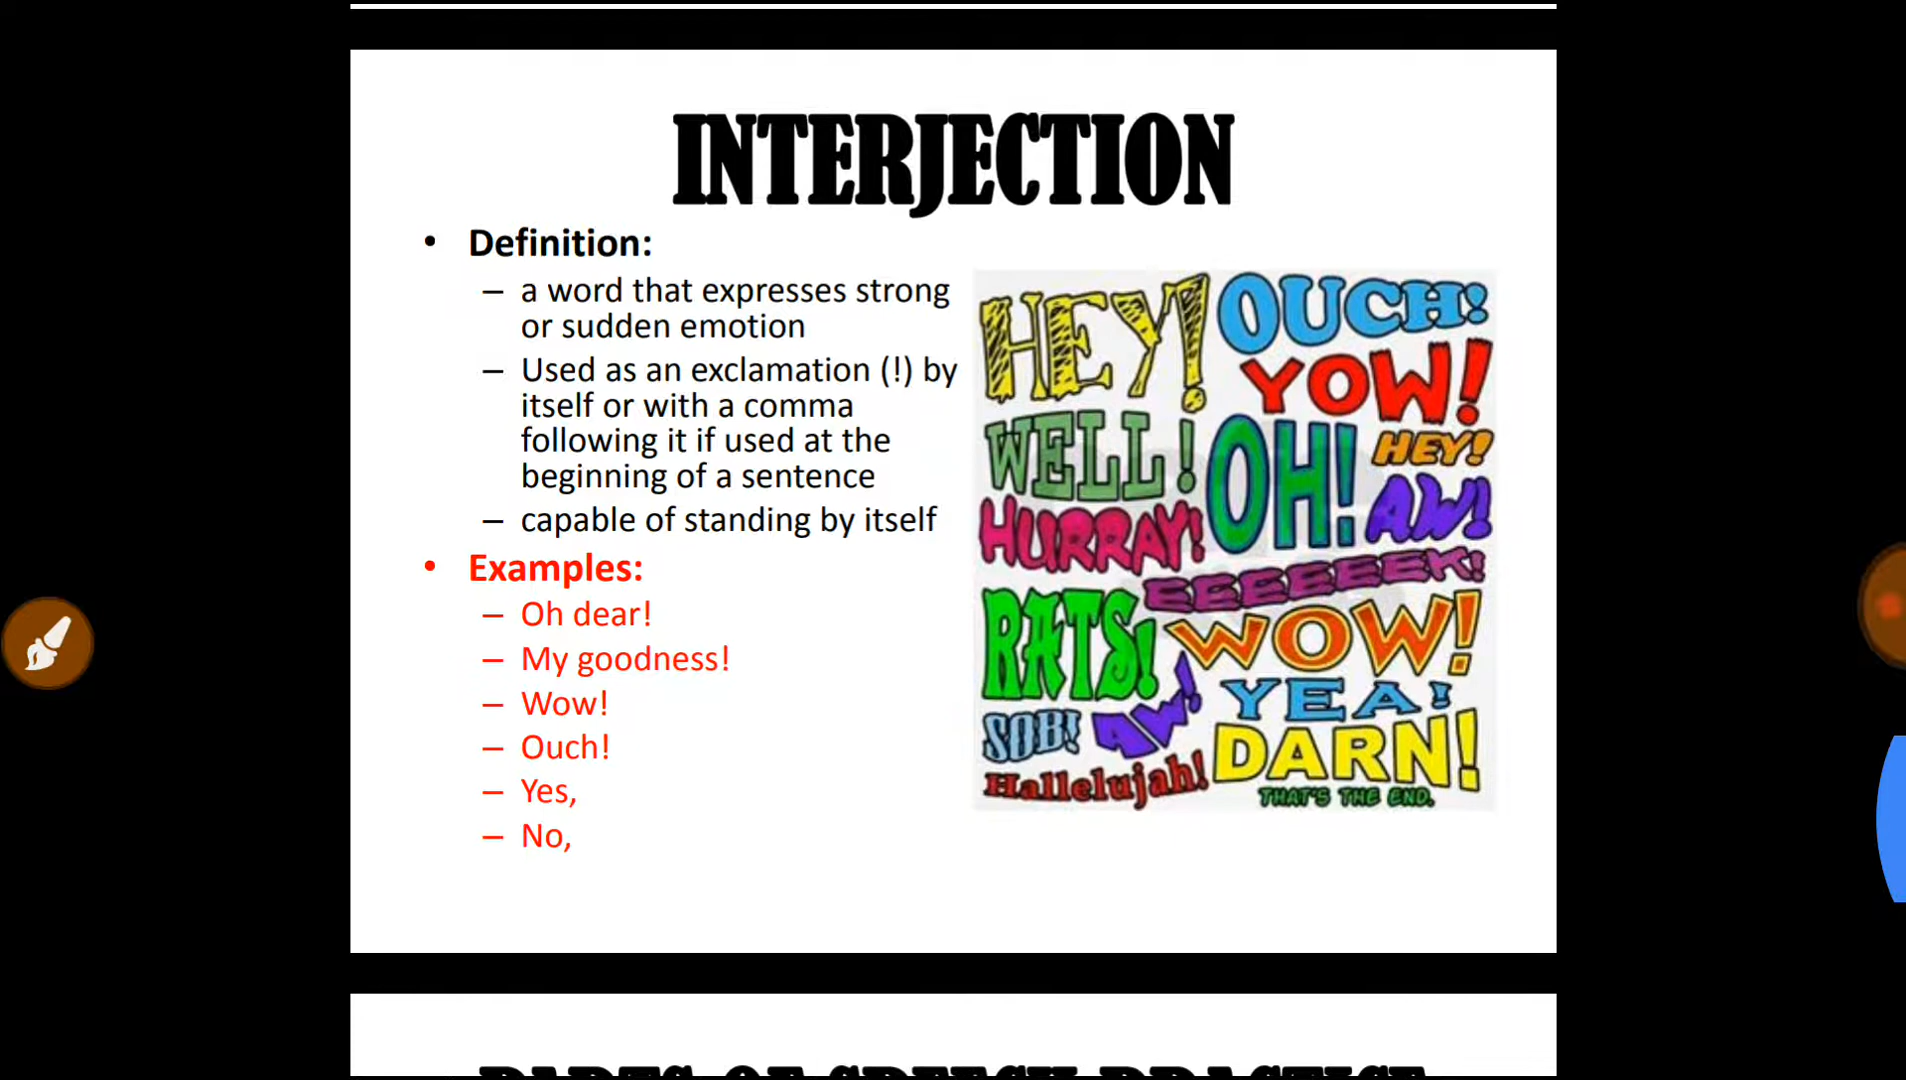 INTERJECTION
• Definition:
– a word that expresses strong
or sudden emotion
– Used as an exclamation (!) by
itself or with a comma
following it if used at the
beginning of a sentence
– capable of standing by itself
• Examples:
– Oh dear!
– My goodness!
– Wow!
– Ouch!
– Yes,
– No,
HEY! OUCH!
YOW!
WELL! OH! HEY!
HURRAY! AW!
EEEEEEEK!
RATS! WOW!
SOB! AW! YEA!
DARN!
Hallelujah!
THAT'S THE END.
PARTS OF SPEECH PRACTICE